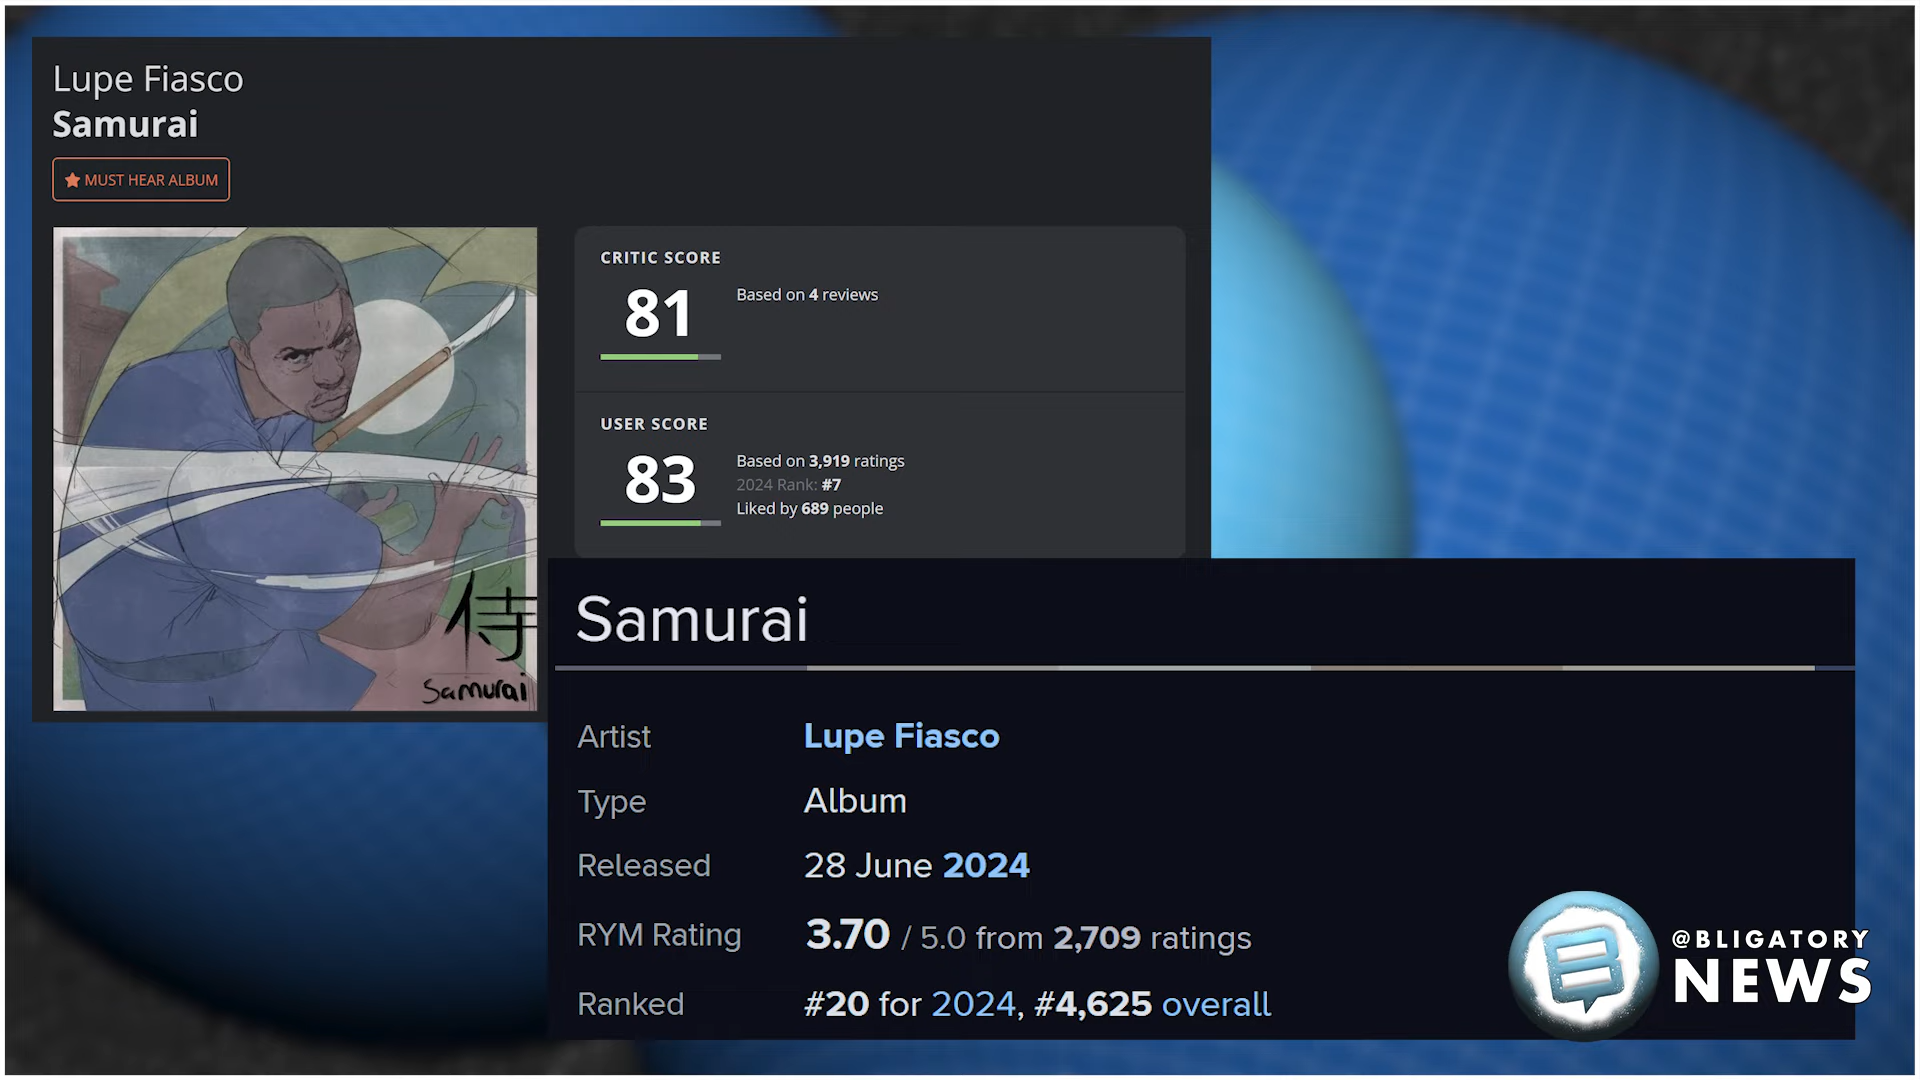 Lupe Fiasco
Samurai
MUST HEAR ALBUM
CRITIC SCORE
81
Based on 4 reviews
USER SCORE
83
Based on 3,919 ratings
2024 Rank: #7
Liked by 689 people
侍
Samurai
Samurai
Artist Lupe Fiasco
Type Album
Released 28 June 2024
RYM Rating 3.70 / 5.0 from 2,709 ratings
Ranked #20 for 2024, #4,625 overall
B
@BLIGATORY
NEWS